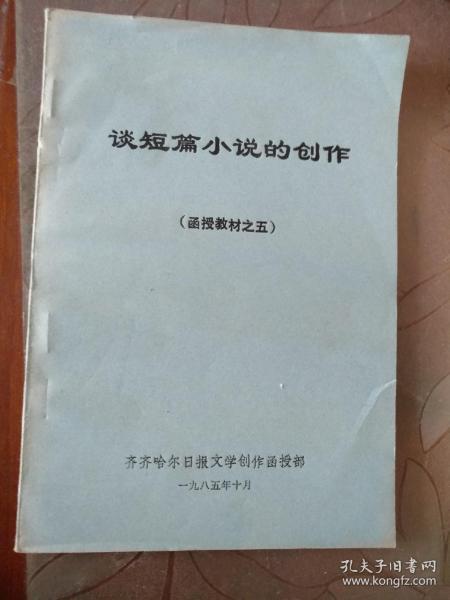 谈短篇小说的创作
（函授教材之五）
齐齐哈尔日报文学创作函授部
一九八五年十月
孔夫子旧书网
www.kongfz.com